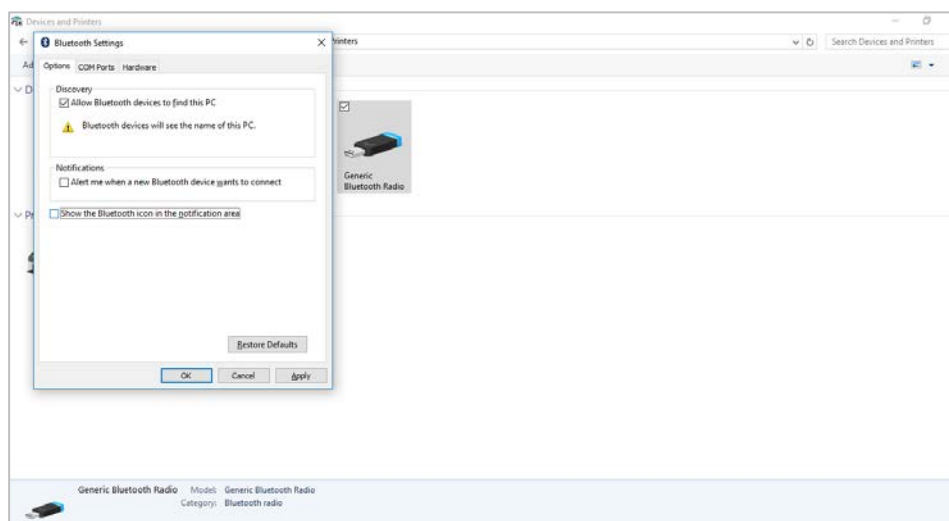 Devices and Printers
Bluetooth Settings
Printers
Search Devices and Printers
Ad
Options COM Ports Hardware
D
Discovery
Allow Bluetooth devices to find this PC
Bluetooth devices will see the name of this PC.
Notifications
Alert me when a new Bluetooth device wants to connect
Generic
Bluetooth Radio
Pr
Show the Bluetooth icon in the notification area
Restore Defaults
OK Cancel Apply
Generic Bluetooth Radio Model: Generic Bluetooth Radio
Category: Bluetooth radio